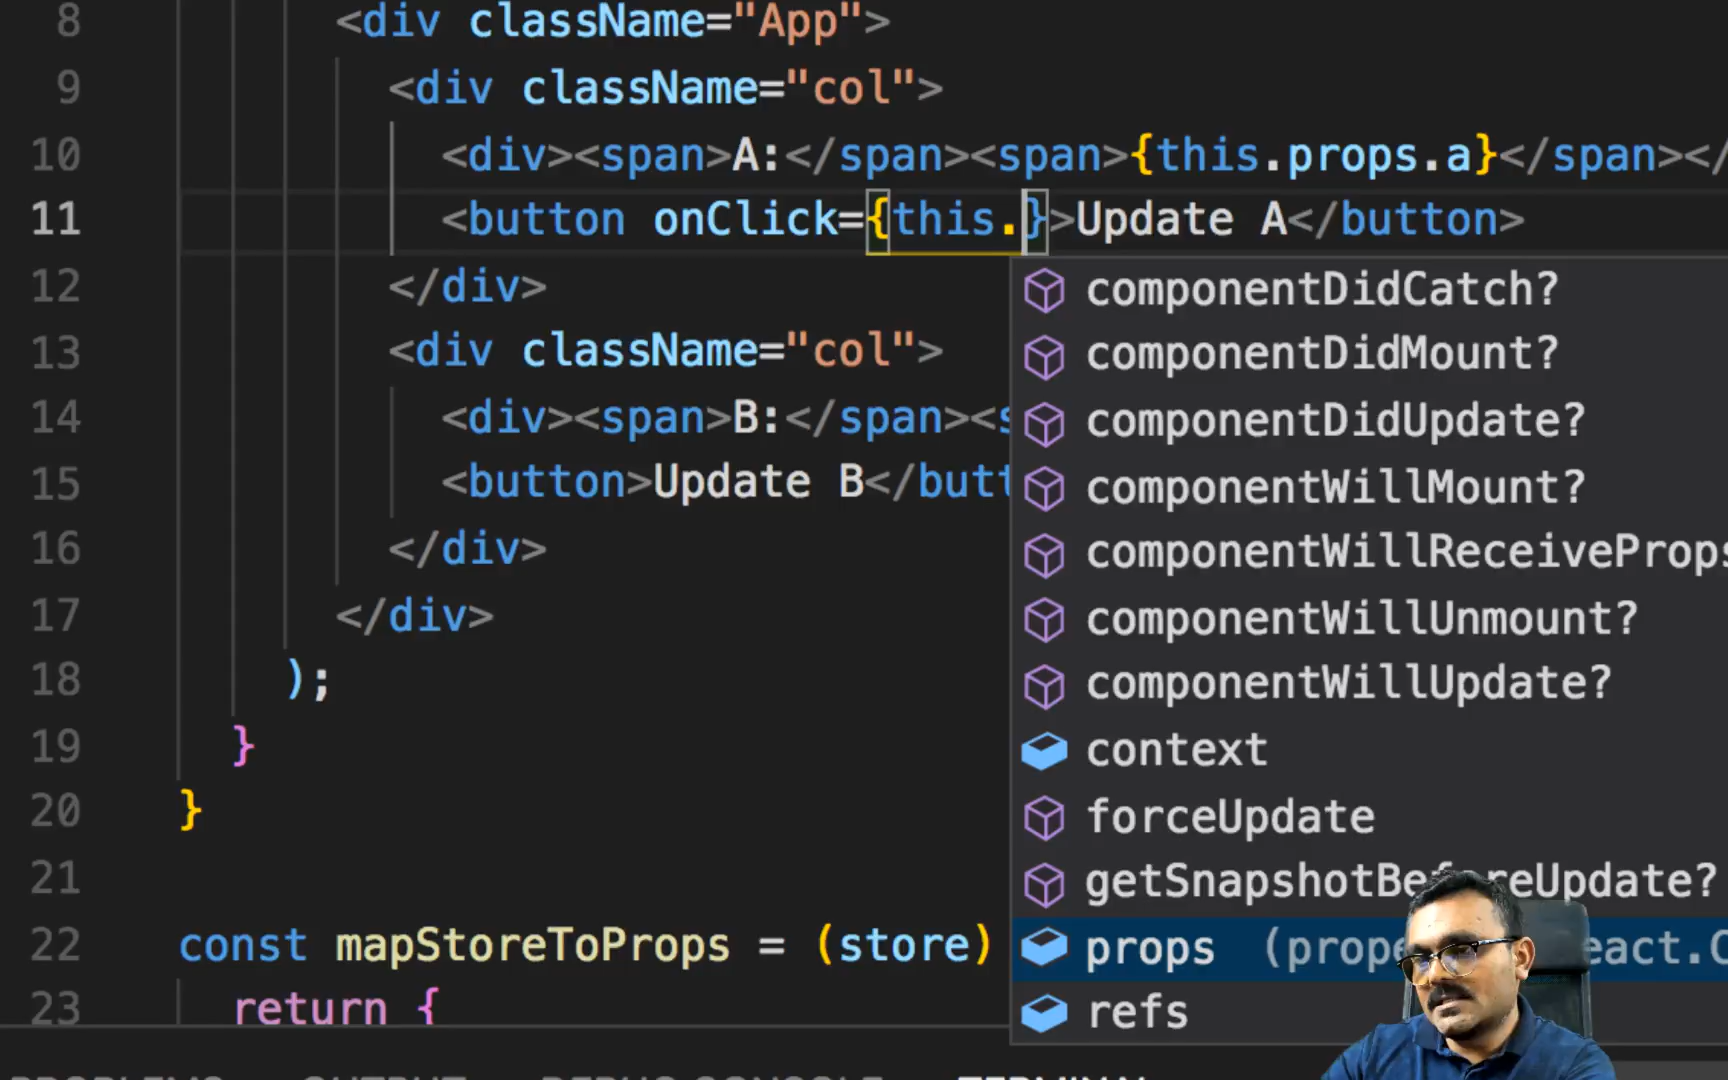 8 <div className="App">
9 <div className="col">
10 <div><span>A:</span><span>{this.props.a}</span></
11 <button onClick={this.}>Update A</button>
componentDidCatch?
12 </div>
componentDidMount?
13 <div className="col">
componentDidUpdate?
14 <div><span>B:</span><s
componentWillMount?
15 <button>Update B</butt
componentWillReceiveProps
16 </div>
componentWillUnmount?
17 </div>
componentWillUpdate?
18 );
context
19 }
forceUpdate
20 }
getSnapshotBeforeUpdate?
21
22 const mapStoreToProps = (store)
props (prope eact.C
23 return {
refs